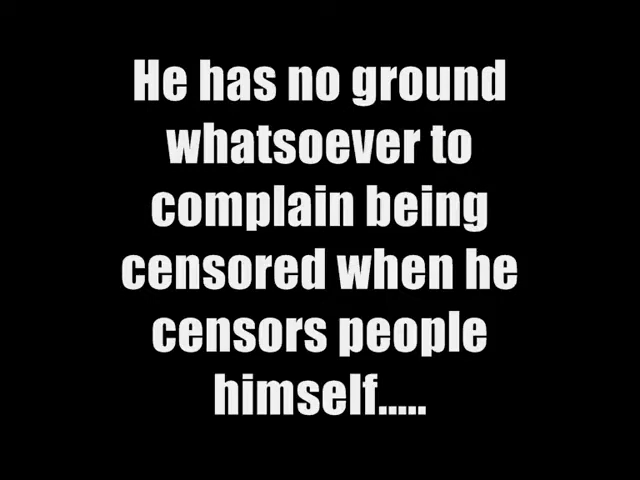 He has no ground
whatsoever to
complain being
censored when he
censors people
himself.....